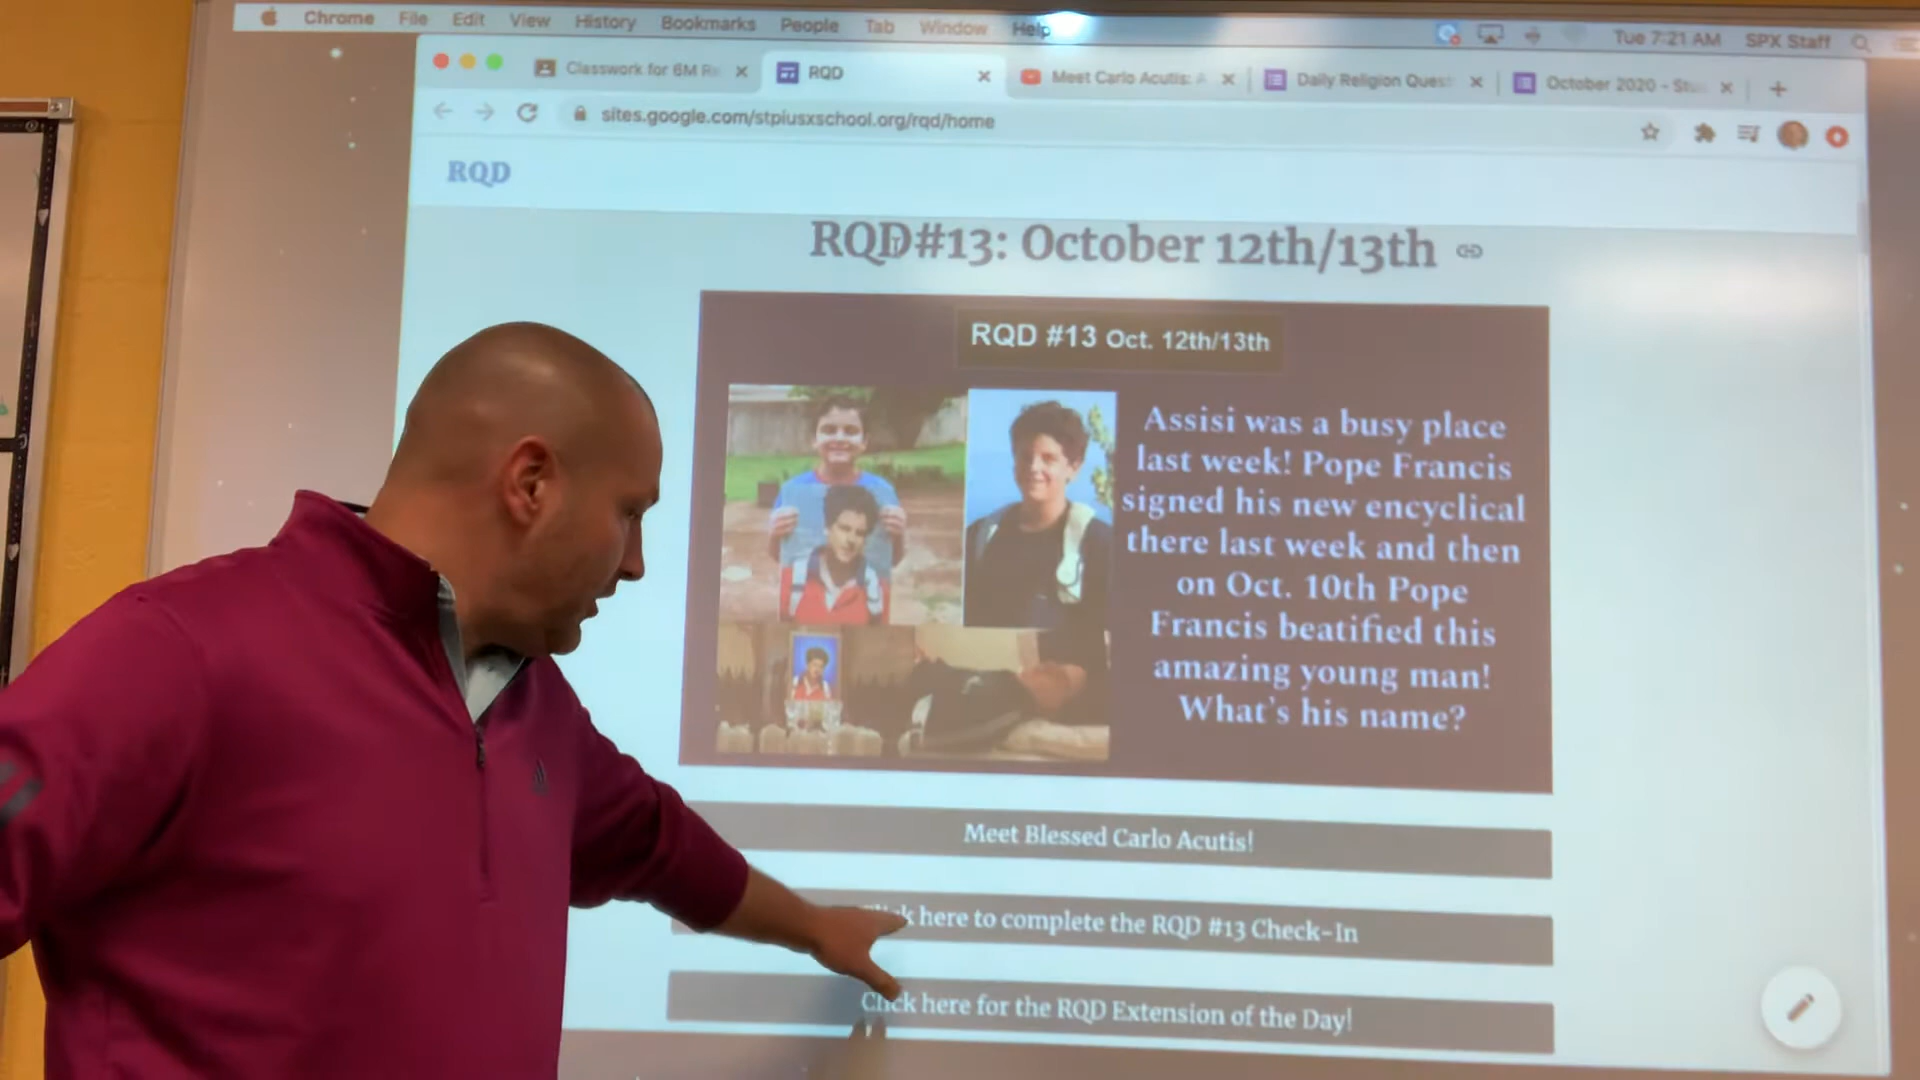 Chrome File Edit View History Bookmarks People Tab Window Help Tue 7:21 AM SPX Staff
Classwork for 6M Re RQD Meet Carlo Acutis: A Daily Religion Quest October 2020 - Stu
sites.google.com/stpiusxschool.org/rqd/home
RQD
RQD#13: October 12th/13th
RQD #13 Oct. 12th/13th
Assisi was a busy place
last week! Pope Francis
signed his new encyclical
there last week and then
on Oct. 10th Pope
Francis beatified this
amazing young man!
What's his name?
Meet Blessed Carlo Acutis!
here to complete the RQD #13 Check-In
Click here for the RQD Extension of the Day!